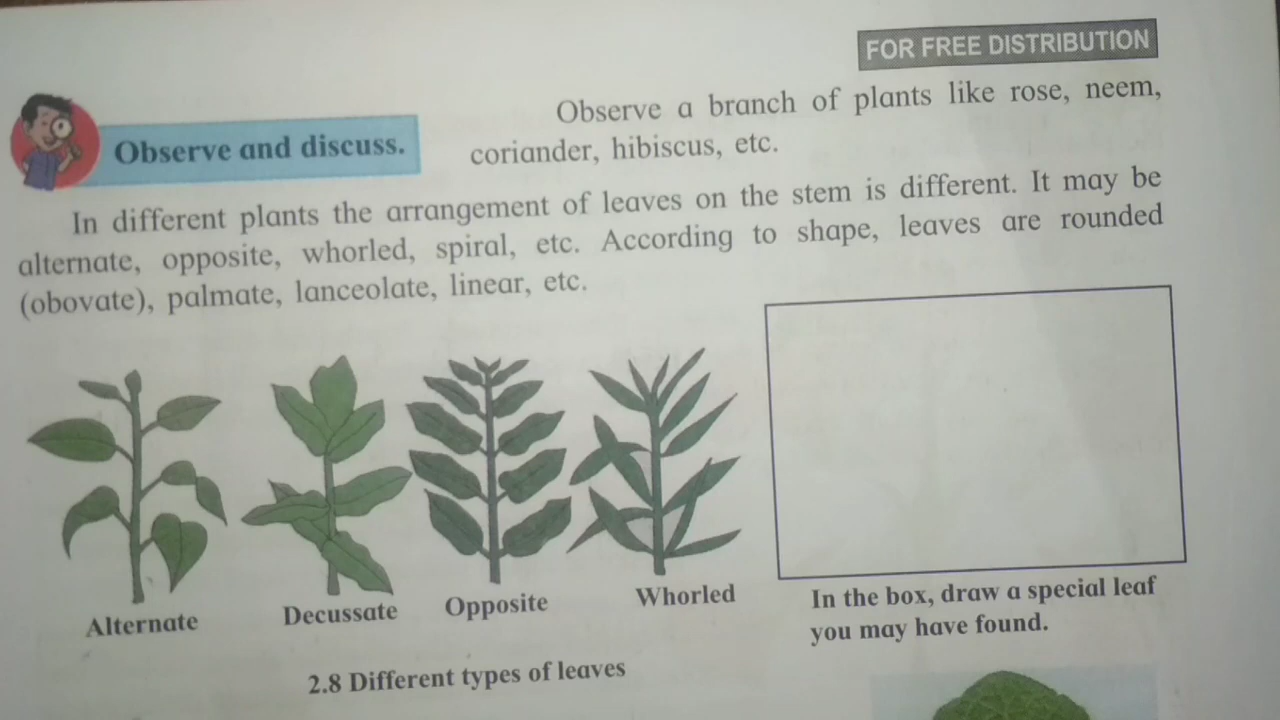 FOR FREE DISTRIBUTION
Observe and discuss.
Observe a branch of plants like rose, neem,
coriander, hibiscus, etc.
In different plants the arrangement of leaves on the stem is different. It may be
alternate, opposite, whorled, spiral, etc. According to shape, leaves are rounded
(obovate), palmate, lanceolate, linear, etc.
Alternate
Decussate
Opposite
Whorled
2.8 Different types of leaves
In the box, draw a special leaf
you may have found.